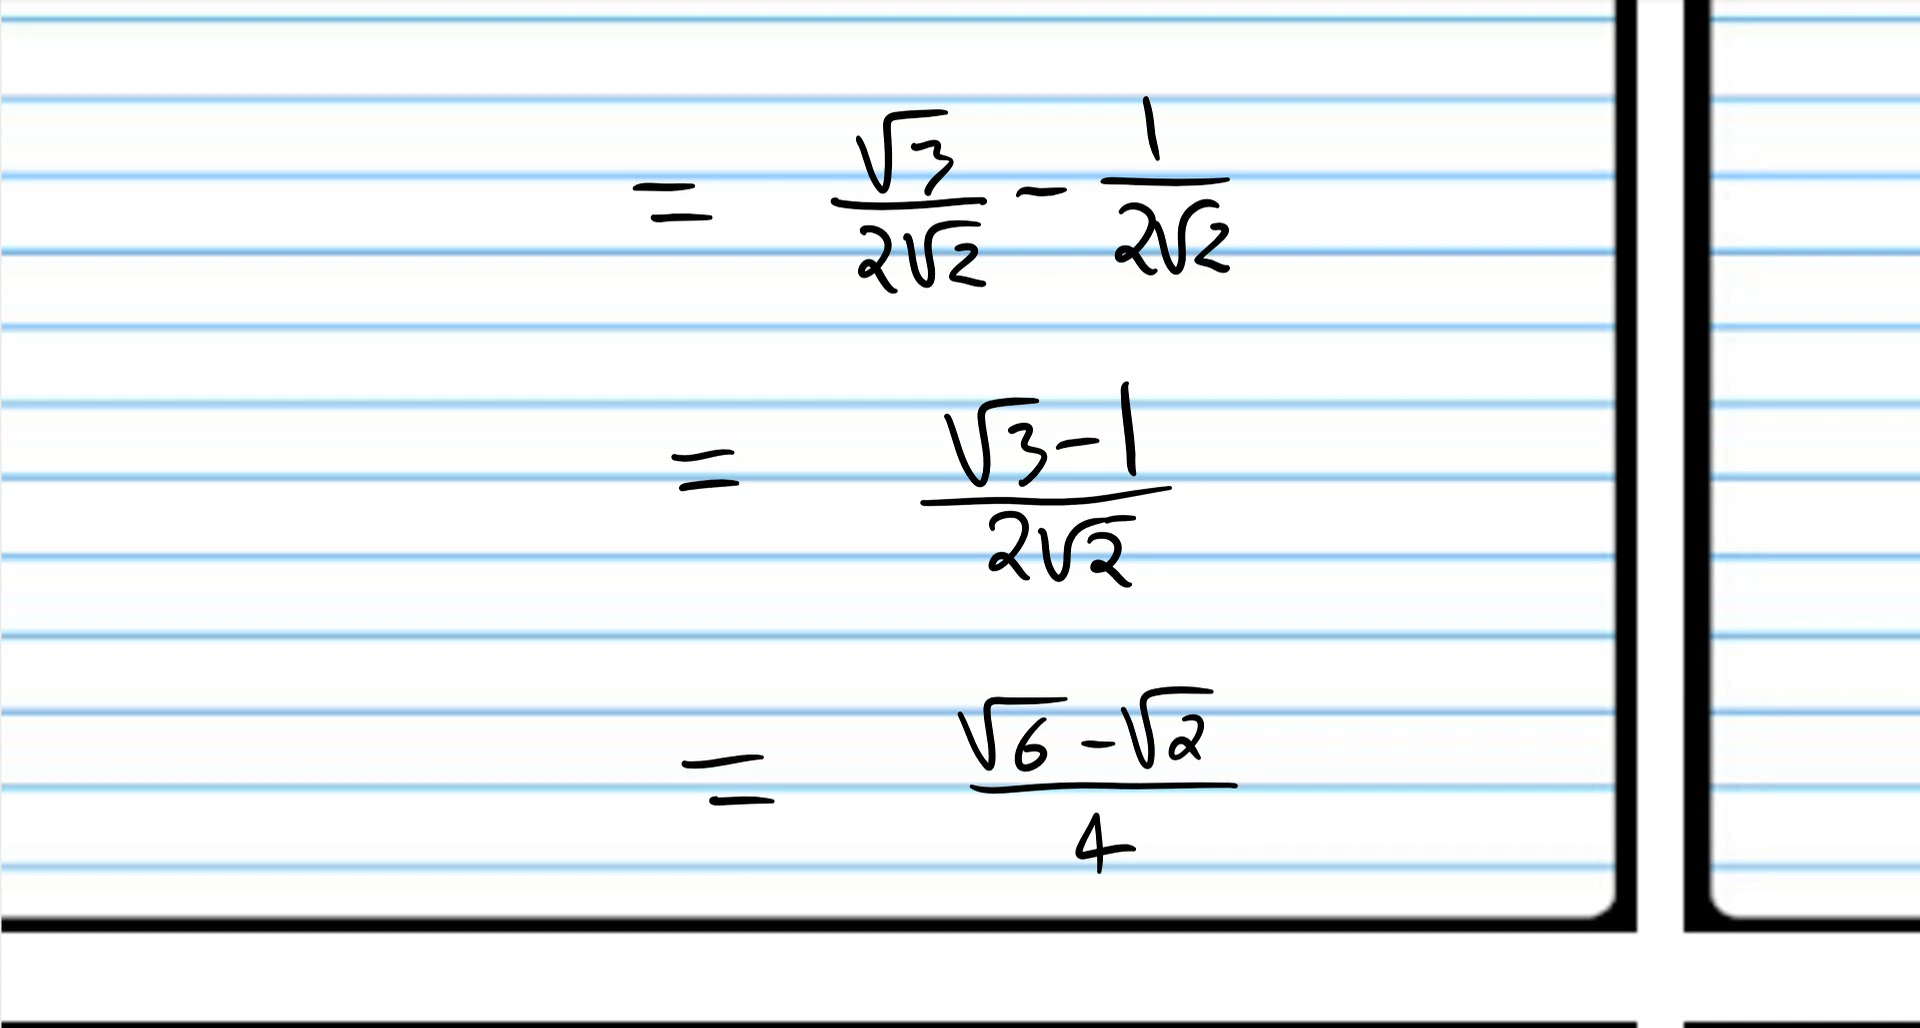 = √3/2√2 − 1/2√2
= √3−1/2√2
= √6−√2/4